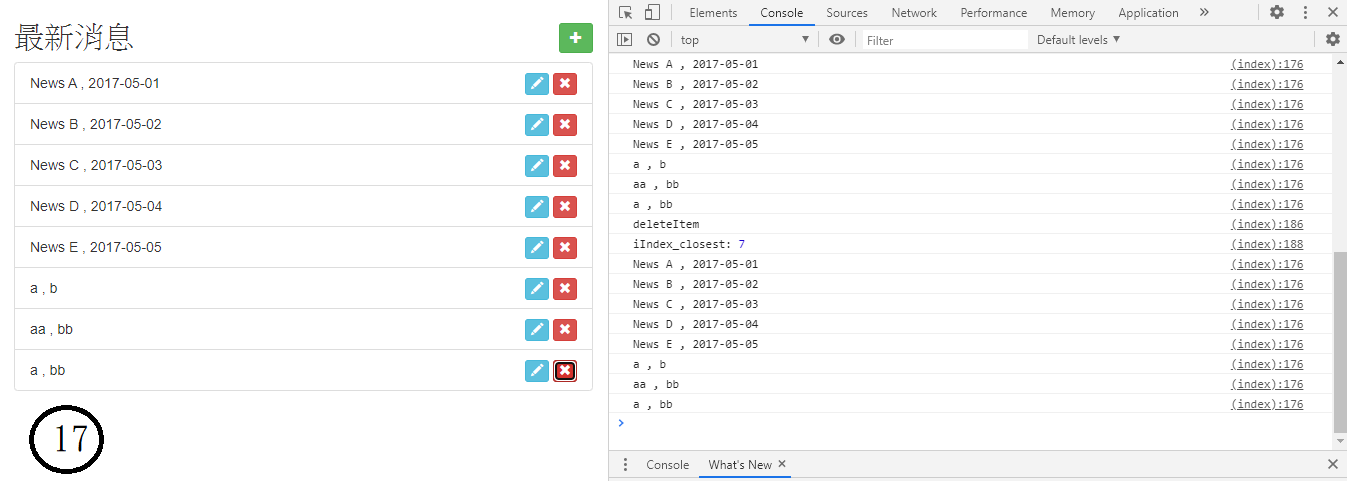 最新消息
News A , 2017-05-01
News B , 2017-05-02
News C , 2017-05-03
News D , 2017-05-04
News E , 2017-05-05
a , b
aa , bb
a , bb
17
Elements Console Sources Network Performance Memory Application
top Filter Default levels
News A , 2017-05-01 (index):176
News B , 2017-05-02 (index):176
News C , 2017-05-03 (index):176
News D , 2017-05-04 (index):176
News E , 2017-05-05 (index):176
a , b (index):176
aa , bb (index):176
a , bb (index):176
deleteItem (index):186
iIndex_closest: 7 (index):188
News A , 2017-05-01 (index):176
News B , 2017-05-02 (index):176
News C , 2017-05-03 (index):176
News D , 2017-05-04 (index):176
News E , 2017-05-05 (index):176
a , b (index):176
aa , bb (index):176
a , bb (index):176
Console What's New